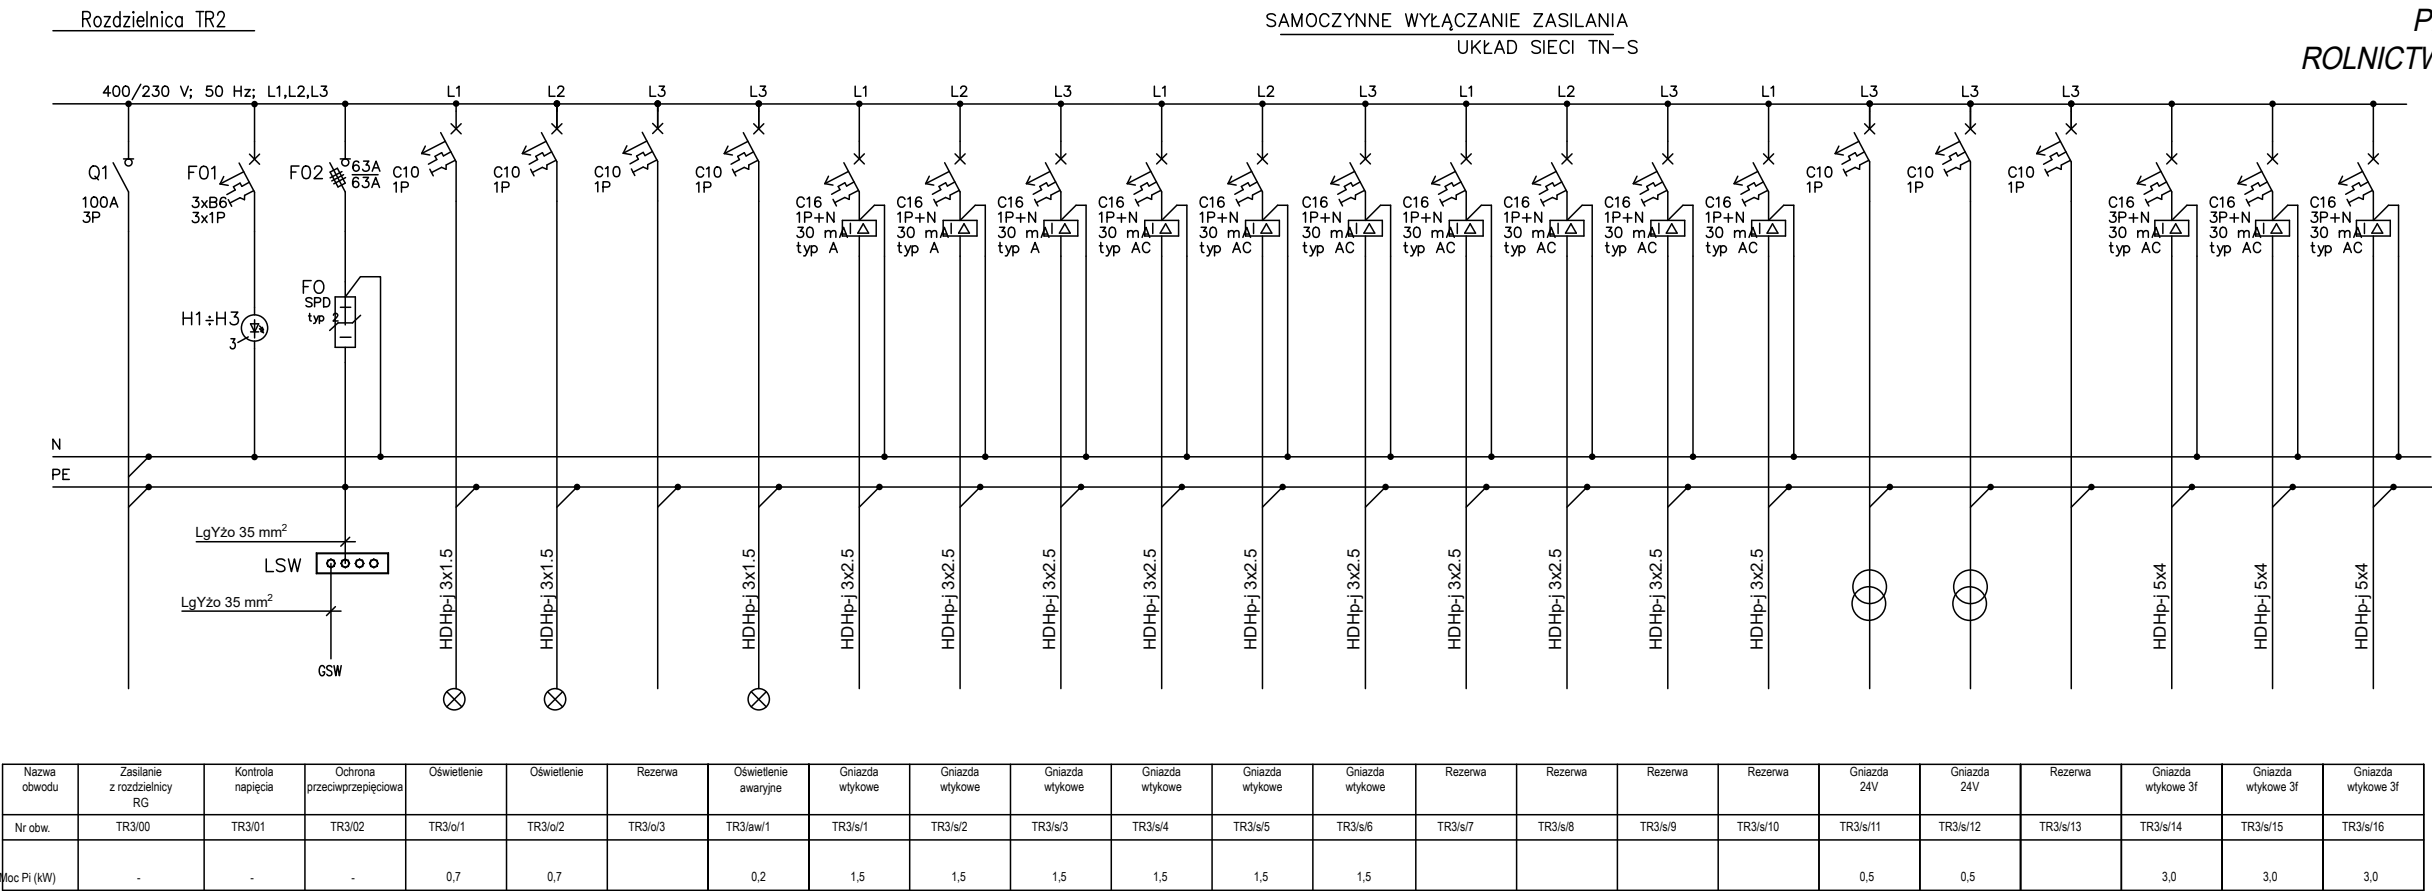 Rozdzielnica TR2
SAMOCZYNNE WYŁĄCZANIE ZASILANIA
UKŁAD SIECI TN-S
P
ROLNICTW
400/230 V; 50 Hz; L1,L2,L3
L1 L2 L3 L3 L1 L2 L3 L1 L2 L3 L1 L2 L3 L1 L3 L3 L3
Q1
100A
3P
F01
3xB6
3x1P
F02
63A
63A
C10
1P
C10
1P
C10
1P
C10
1P
C16
1P+N
30 mA
typ A
C16
1P+N
30 mA
typ A
C16
1P+N
30 mA
typ A
C16
1P+N
30 mA
typ AC
C16
1P+N
30 mA
typ AC
C16
1P+N
30 mA
typ AC
C16
1P+N
30 mA
typ AC
C16
1P+N
30 mA
typ AC
C16
1P+N
30 mA
typ AC
C16
1P+N
30 mA
typ AC
C10
1P
C10
1P
C10
1P
C16
3P+N
30 mA
typ AC
C16
3P+N
30 mA
typ AC
C16
3P+N
30 mA
typ AC
I△ I△ I△ I△ I△ I△ I△ I△ I△ I△ I△ I△ I△
FO
SPD
typ 2
H1÷H3
3
N
PE
LgYżo 35 mm²
LSW
LgYżo 35 mm²
GSW
HDHp-j 3x1.5
HDHp-j 3x1.5
HDHp-j 3x1.5
HDHp-j 3x2.5
HDHp-j 3x2.5
HDHp-j 3x2.5
HDHp-j 3x2.5
HDHp-j 3x2.5
HDHp-j 3x2.5
HDHp-j 3x2.5
HDHp-j 3x2.5
HDHp-j 3x2.5
HDHp-j 3x2.5
HDHp-j 5x4
HDHp-j 5x4
HDHp-j 5x4
Nazwa
obwodu
Zasilanie
z rozdzielnicy
RG
Kontrola
napięcia
Ochrona
przeciwprzepięciowa
Oświetlenie
Oświetlenie
Rezerwa
Oświetlenie
awaryjne
Gniazda
wtykowe
Gniazda
wtykowe
Gniazda
wtykowe
Gniazda
wtykowe
Gniazda
wtykowe
Gniazda
wtykowe
Rezerwa
Rezerwa
Rezerwa
Rezerwa
Gniazda
24V
Gniazda
24V
Rezerwa
Gniazda
wtykowe 3f
Gniazda
wtykowe 3f
Gniazda
wtykowe 3f
Nr obw. TR3/00 TR3/01 TR3/02 TR3/o/1 TR3/o/2 TR3/o/3 TR3/aw/1 TR3/s/1 TR3/s/2 TR3/s/3 TR3/s/4 TR3/s/5 TR3/s/6 TR3/s/7 TR3/s/8 TR3/s/9 TR3/s/10 TR3/s/11 TR3/s/12 TR3/s/13 TR3/s/14 TR3/s/15 TR3/s/16
Moc Pi (kW) - - - 0,7 0,7 0,2 1,5 1,5 1,5 1,5 1,5 1,5 0,5 0,5 3,0 3,0 3,0